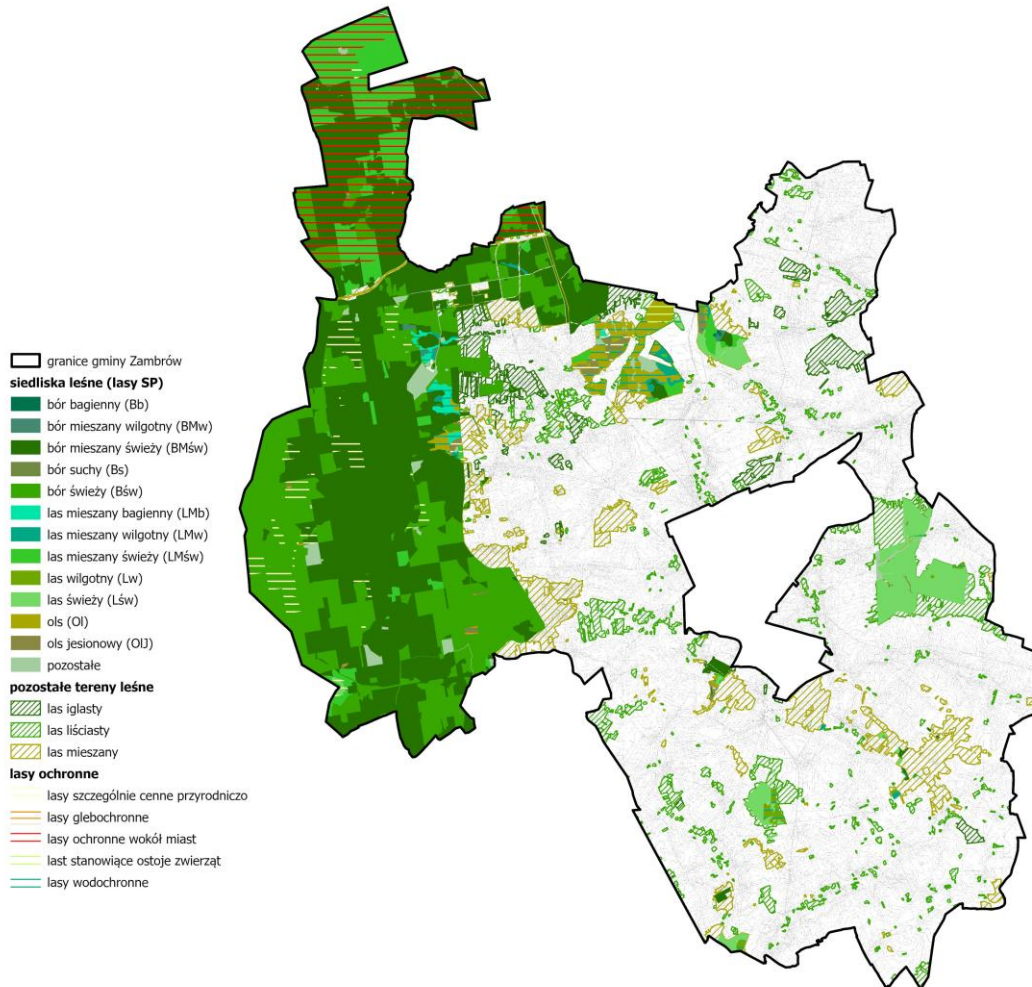 granice gminy Zambrów
siedliska leśne (lasy SP)
bór bagienny (Bb)
bór mieszany wilgotny (BMw)
bór mieszany świeży (BMśw)
bór suchy (Bs)
bór świeży (Bśw)
las mieszany bagienny (LMb)
las mieszany wilgotny (LMw)
las mieszany świeży (LMśw)
las wilgotny (Lw)
las świeży (Lśw)
ols (Ol)
ols jesionowy (OlJ)
pozostałe
pozostałe tereny leśne
las iglasty
las liściasty
las mieszany
lasy ochronne
lasy szczególnie cenne przyrodniczo
lasy glebochronne
lasy ochronne wokół miast
last stanowiące ostoje zwierząt
lasy wodochronne